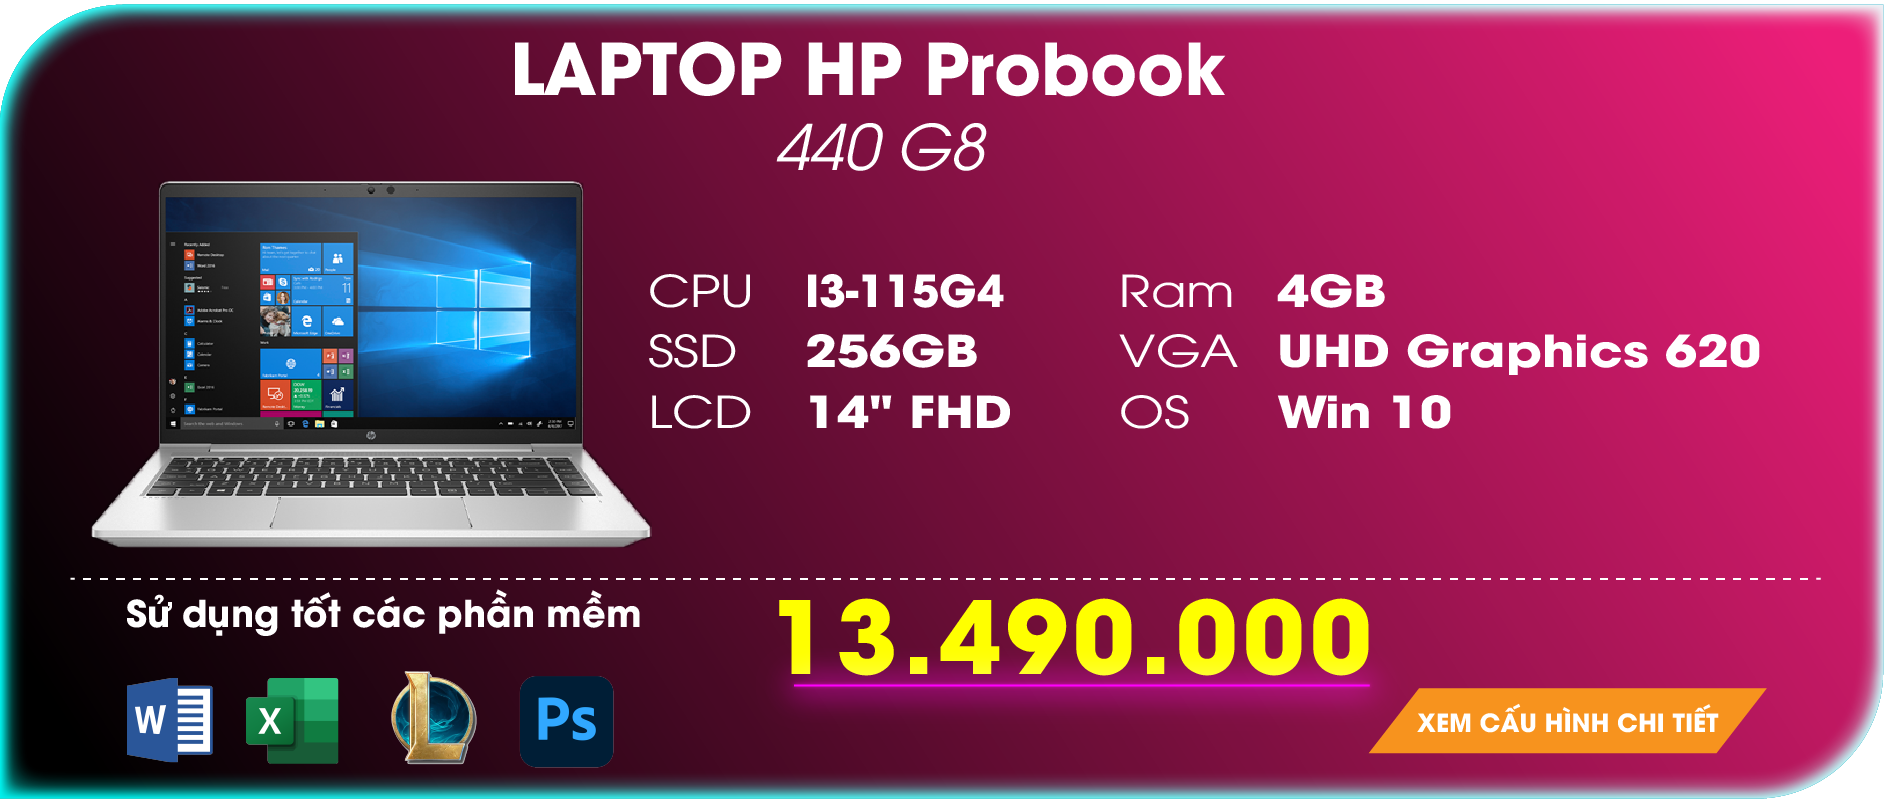 LAPTOP HP Probook
440 G8
CPU I3-115G4 Ram 4GB
SSD 256GB VGA UHD Graphics 620
LCD 14" FHD OS Win 10
Sử dụng tốt các phần mềm
13.490.000
W X L Ps
XEM CẤU HÌNH CHI TIẾT